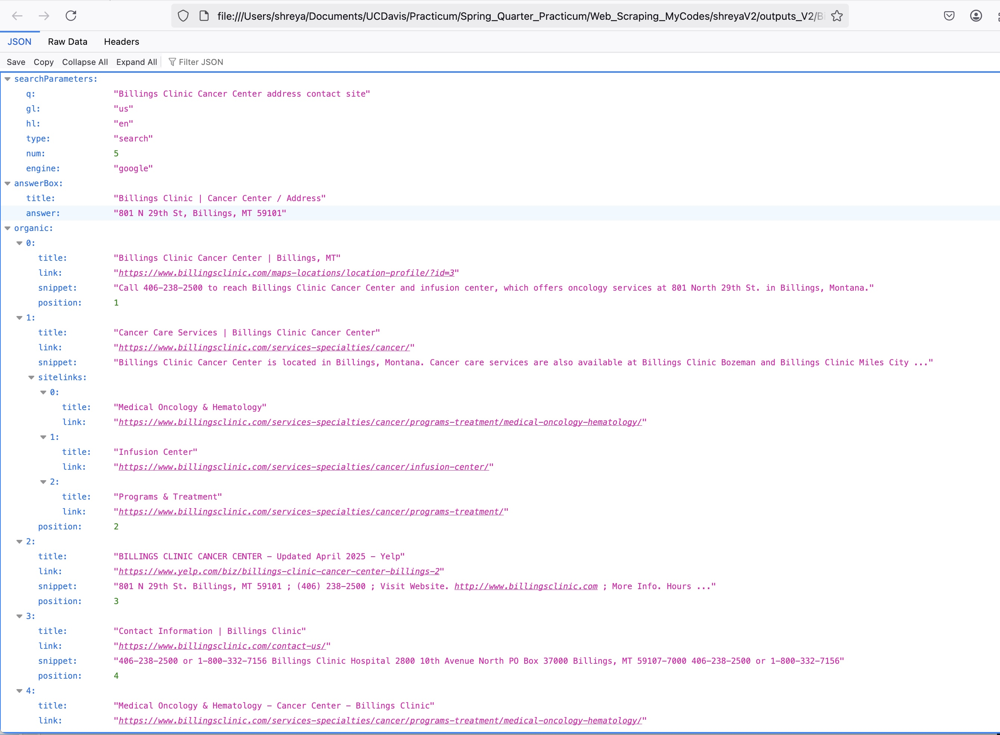 file:///Users/shreya/Documents/UCDavis/Practicum/Spring_Quarter_Practicum/Web_Scraping_MyCodes/shreyaV2/outputs_V2/Bi
JSON Raw Data Headers
Save Copy Collapse All Expand All Filter JSON
searchParameters:
q: "Billings Clinic Cancer Center address contact site"
gl: "us"
hl: "en"
type: "search"
num: 5
engine: "google"
answerBox:
title: "Billings Clinic | Cancer Center / Address"
answer: "801 N 29th St, Billings, MT 59101"
organic:
0:
title: "Billings Clinic Cancer Center | Billings, MT"
link: "https://www.billingsclinic.com/maps-locations/location-profile/?id=3"
snippet: "Call 406-238-2500 to reach Billings Clinic Cancer Center and infusion center, which offers oncology services at 801 North 29th St. in Billings, Montana."
position: 1
1:
title: "Cancer Care Services | Billings Clinic Cancer Center"
link: "https://www.billingsclinic.com/services-specialties/cancer/"
snippet: "Billings Clinic Cancer Center is located in Billings, Montana. Cancer care services are also available at Billings Clinic Bozeman and Billings Clinic Miles City ..."
sitelinks:
0:
title: "Medical Oncology & Hematology"
link: "https://www.billingsclinic.com/services-specialties/cancer/programs-treatment/medical-oncology-hematology/"
1:
title: "Infusion Center"
link: "https://www.billingsclinic.com/services-specialties/cancer/infusion-center/"
2:
title: "Programs & Treatment"
link: "https://www.billingsclinic.com/services-specialties/cancer/programs-treatment/"
position: 2
2:
title: "BILLINGS CLINIC CANCER CENTER - Updated April 2025 - Yelp"
link: "https://www.yelp.com/biz/billings-clinic-cancer-center-billings-2"
snippet: "801 N 29th St. Billings, MT 59101 ; (406) 238-2500 ; Visit Website. http://www.billingsclinic.com ; More Info. Hours ..."
position: 3
3:
title: "Contact Information | Billings Clinic"
link: "https://www.billingsclinic.com/contact-us/"
snippet: "406-238-2500 or 1-800-332-7156 Billings Clinic Hospital 2800 10th Avenue North PO Box 37000 Billings, MT 59107-7000 406-238-2500 or 1-800-332-7156"
position: 4
4:
title: "Medical Oncology & Hematology - Cancer Center - Billings Clinic"
link: "https://www.billingsclinic.com/services-specialties/cancer/programs-treatment/medical-oncology-hematology/"